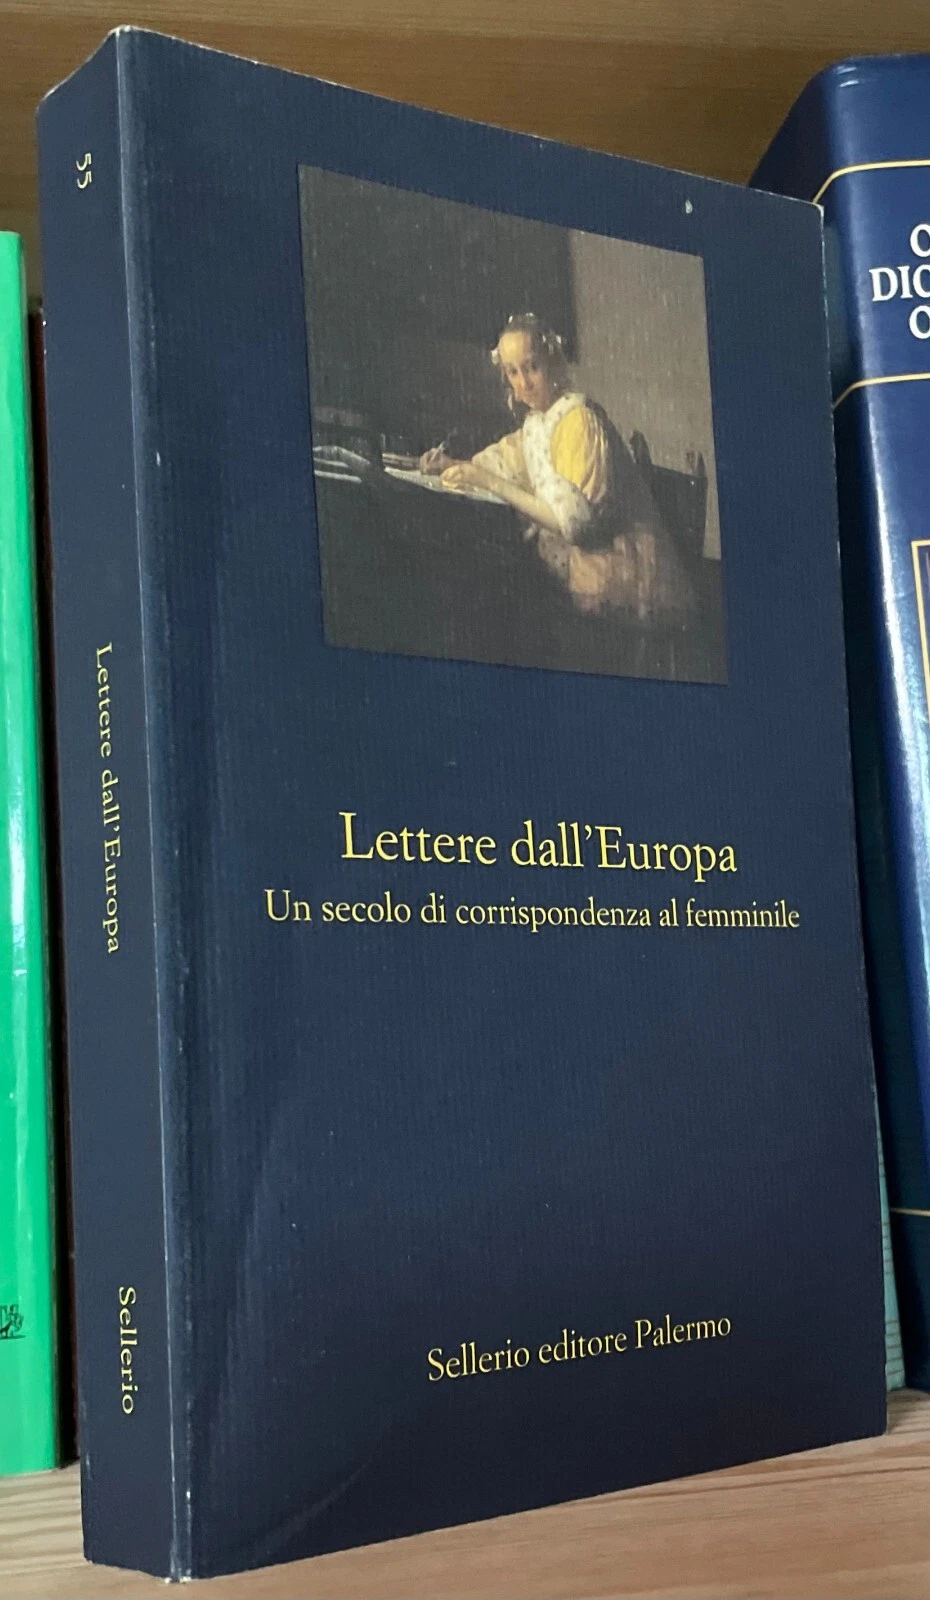 55
Lettere dall'Europa
Sellerio
Lettere dall'Europa
Un secolo di corrispondenza al femminile
Sellerio editore Palermo